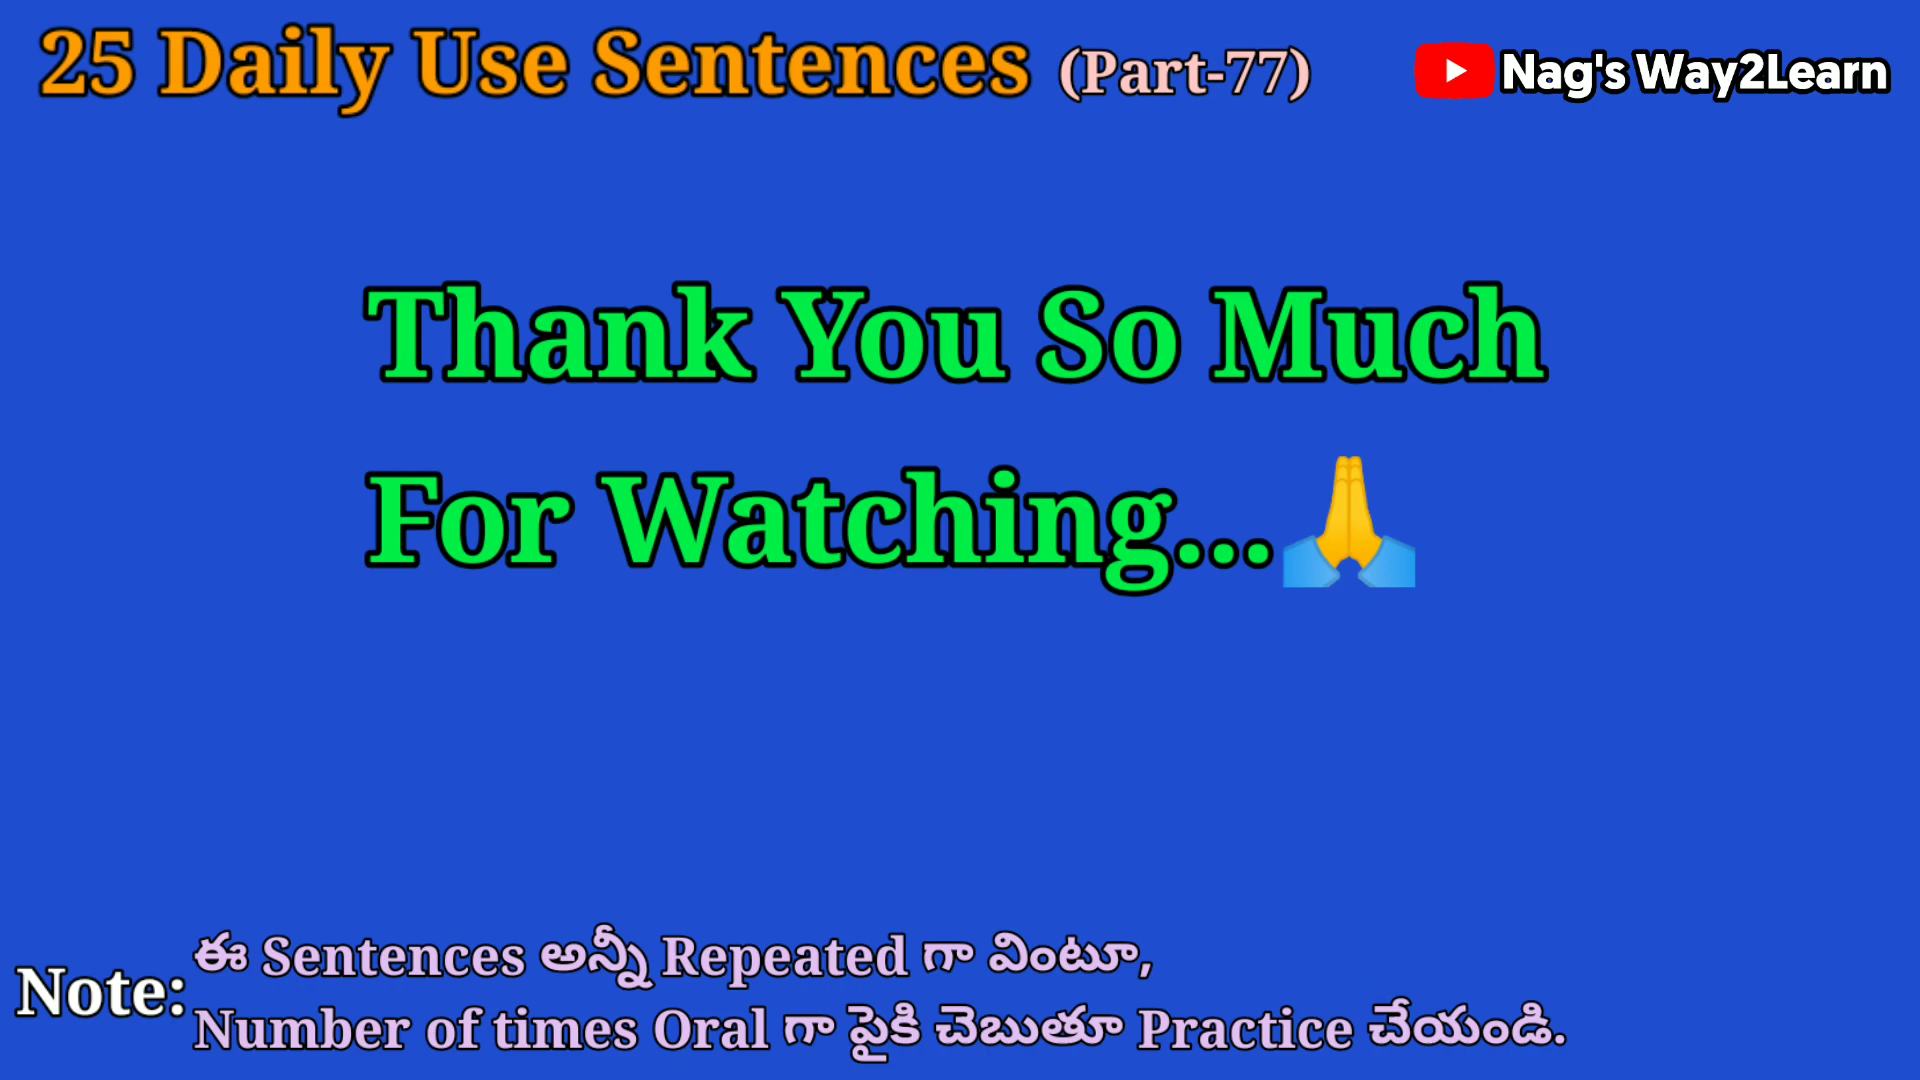 25 Daily Use Sentences (Part-77)
Nag's Way2Learn
Thank You So Much
For Watching...🙏
Note:
ఈ Sentences అన్నీ Repeated గా వింటూ,
Number of times Oral గా పైకి చెబుతూ Practice చేయండి.